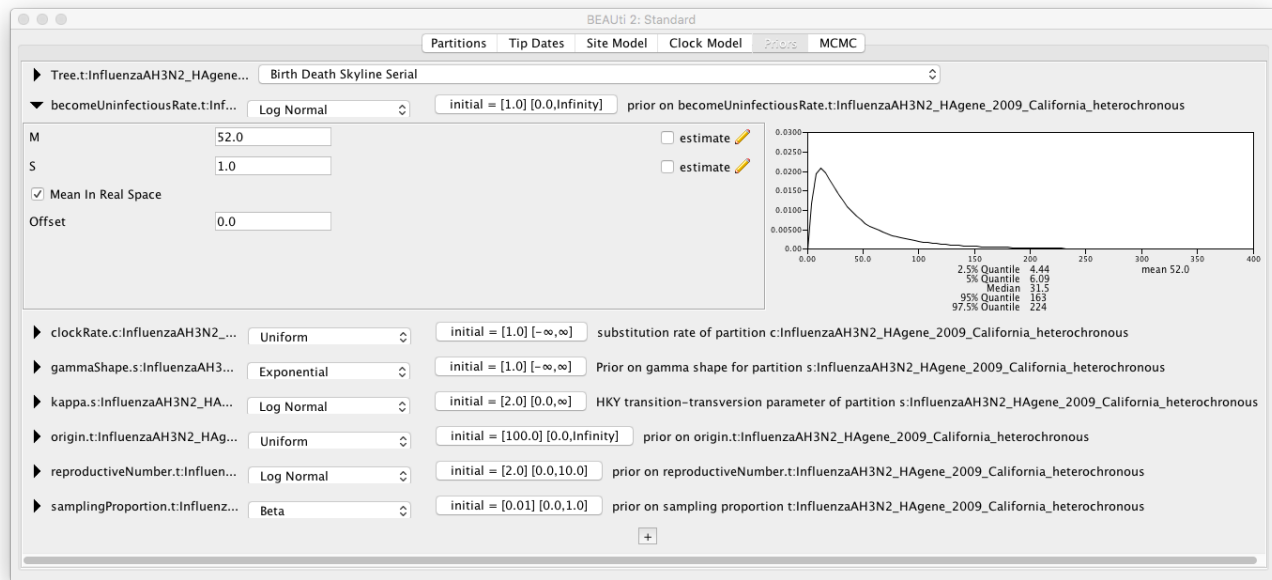 BEAUti 2: Standard
Partitions Tip Dates Site Model Clock Model Priors MCMC
Tree.t:InfluenzaAH3N2_HAgene... Birth Death Skyline Serial
becomeUninfectiousRate.t:Inf... Log Normal initial = [1.0] [0.0,Infinity] prior on becomeUninfectiousRate.t:InfluenzaAH3N2_HAgene_2009_California_heterochronous
M 52.0 estimate
S 1.0 estimate
Mean In Real Space
Offset 0.0
0.0300
0.0250
0.0200
0.0150
0.0100
0.00500
0.00
0.00 50.0 100 150 200 250 300 350 400
2.5% Quantile 4.44 mean 52.0
5% Quantile 6.09
Median 31.5
95% Quantile 163
97.5% Quantile 224
clockRate.c:InfluenzaAH3N2_... Uniform initial = [1.0] [-∞,∞] substitution rate of partition c:InfluenzaAH3N2_HAgene_2009_California_heterochronous
gammaShape.s:InfluenzaAH3... Exponential initial = [1.0] [-∞,∞] Prior on gamma shape for partition s:InfluenzaAH3N2_HAgene_2009_California_heterochronous
kappa.s:InfluenzaAH3N2_HA... Log Normal initial = [2.0] [0.0,∞] HKY transition-transversion parameter of partition s:InfluenzaAH3N2_HAgene_2009_California_heterochronous
origin.t:InfluenzaAH3N2_HAg... Uniform initial = [100.0] [0.0,Infinity] prior on origin.t:InfluenzaAH3N2_HAgene_2009_California_heterochronous
reproductiveNumber.t:Influen... Log Normal initial = [2.0] [0.0,10.0] prior on reproductiveNumber.t:InfluenzaAH3N2_HAgene_2009_California_heterochronous
samplingProportion.t:Influenz... Beta initial = [0.01] [0.0,1.0] prior on sampling proportion t:InfluenzaAH3N2_HAgene_2009_California_heterochronous
+